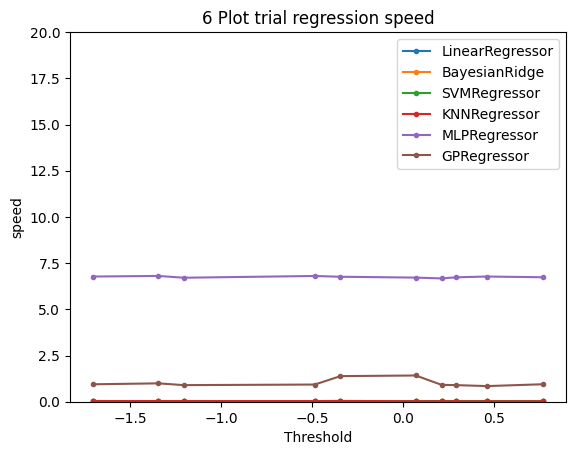 6 Plot trial regression speed
20.0
17.5
15.0
12.5
10.0
7.5
5.0
2.5
0.0
speed
LinearRegressor
BayesianRidge
SVMRegressor
KNNRegressor
MLPRegressor
GPRegressor
−1.5
−1.0
−0.5
0.0
0.5
Threshold